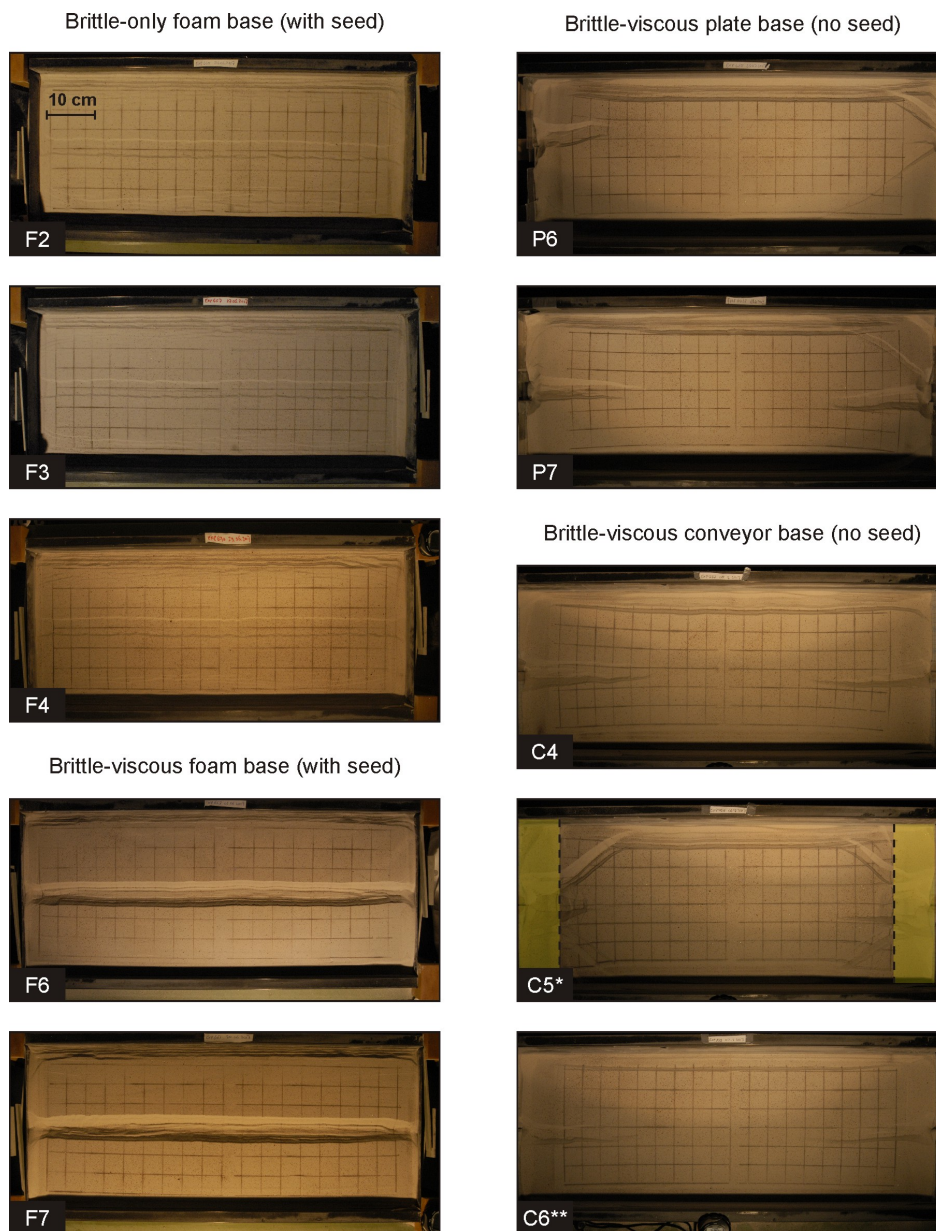 Brittle-only foam base (with seed)
10 cm
F2
F3
F4
Brittle-viscous foam base (with seed)
F6
F7
Brittle-viscous plate base (no seed)
P6
P7
Brittle-viscous conveyor base (no seed)
C4
C5*
C6**